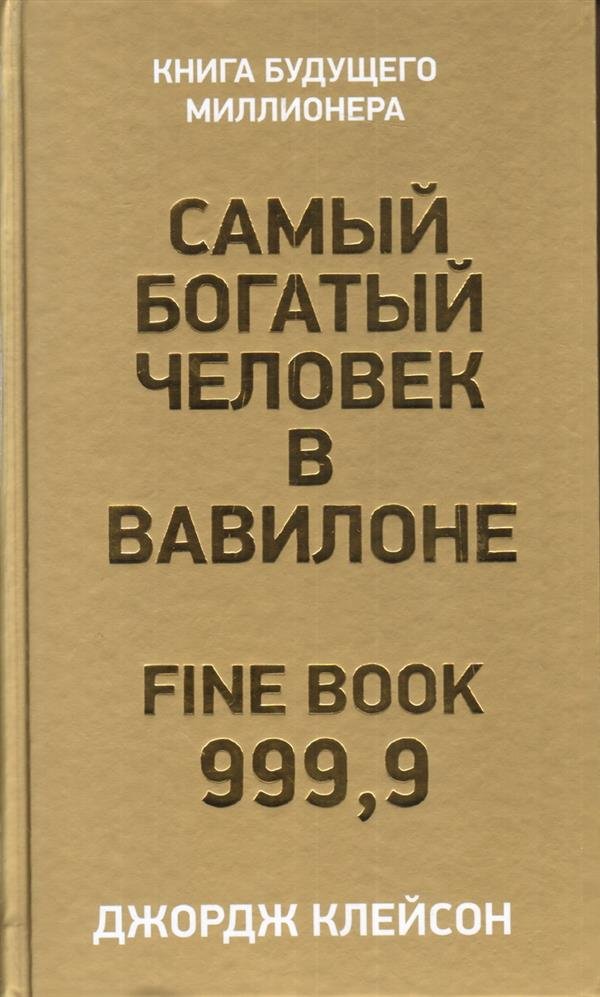 КНИГА БУДУЩЕГО
МИЛЛИОНЕРА
САМЫЙ
БОГАТЫЙ
ЧЕЛОВЕК
В
ВАВИЛОНЕ
FINE BOOK
999,9
ДЖОРДЖ КЛЕЙСОН